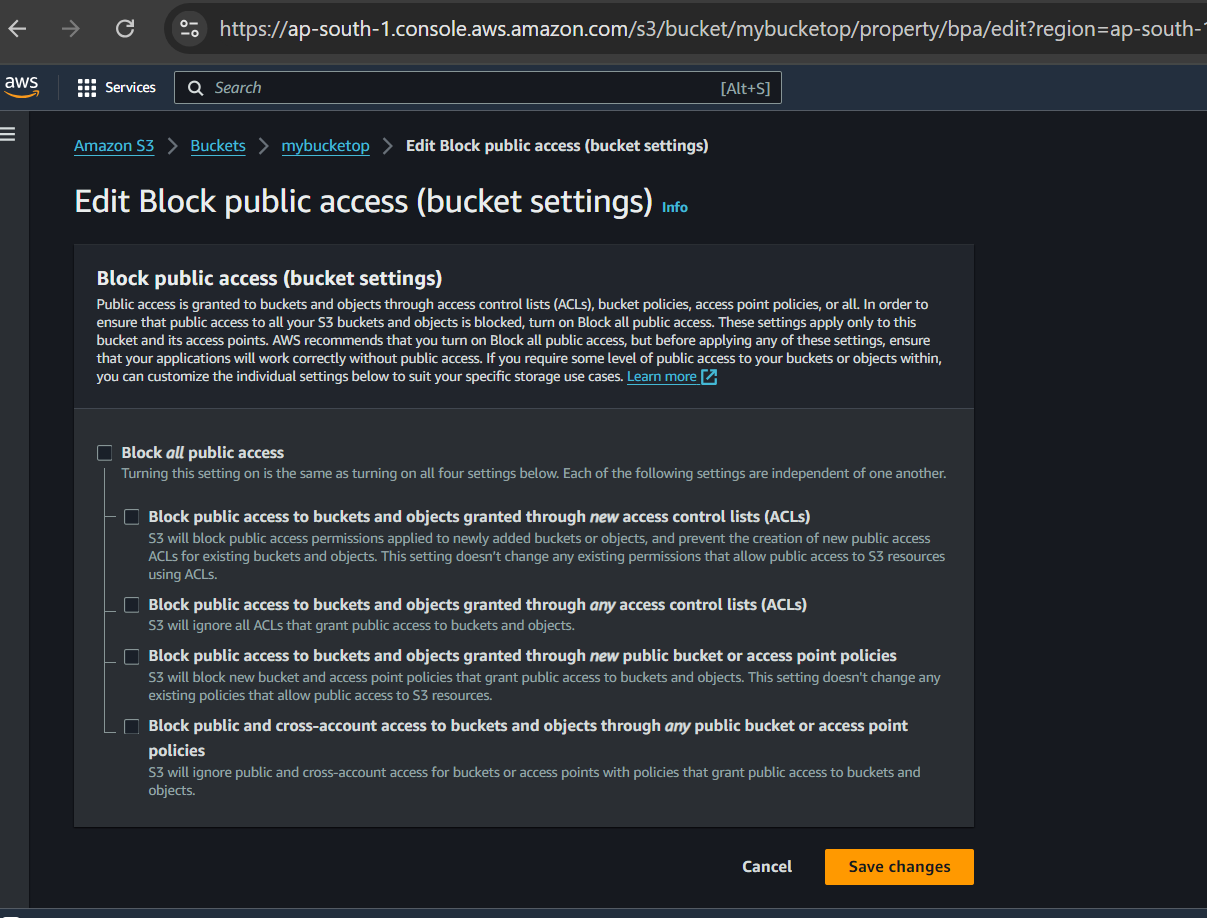 https://ap-south-1.console.aws.amazon.com/s3/bucket/mybucketop/property/bpa/edit?region=ap-south-
aws
Services
Search
[Alt+S]
Amazon S3 > Buckets > mybucketop > Edit Block public access (bucket settings)
Edit Block public access (bucket settings) Info
Block public access (bucket settings)
Public access is granted to buckets and objects through access control lists (ACLs), bucket policies, access point policies, or all. In order to
ensure that public access to all your S3 buckets and objects is blocked, turn on Block all public access. These settings apply only to this
bucket and its access points. AWS recommends that you turn on Block all public access, but before applying any of these settings, ensure
that your applications will work correctly without public access. If you require some level of public access to your buckets or objects within,
you can customize the individual settings below to suit your specific storage use cases. Learn more
Block all public access
Turning this setting on is the same as turning on all four settings below. Each of the following settings are independent of one another.
Block public access to buckets and objects granted through new access control lists (ACLs)
S3 will block public access permissions applied to newly added buckets or objects, and prevent the creation of new public access
ACLs for existing buckets and objects. This setting doesn't change any existing permissions that allow public access to S3 resources
using ACLs.
Block public access to buckets and objects granted through any access control lists (ACLs)
S3 will ignore all ACLs that grant public access to buckets and objects.
Block public access to buckets and objects granted through new public bucket or access point policies
S3 will block new bucket and access point policies that grant public access to buckets and objects. This setting doesn't change any
existing policies that allow public access to S3 resources.
Block public and cross-account access to buckets and objects through any public bucket or access point
policies
S3 will ignore public and cross-account access for buckets or access points with policies that grant public access to buckets and
objects.
Cancel
Save changes